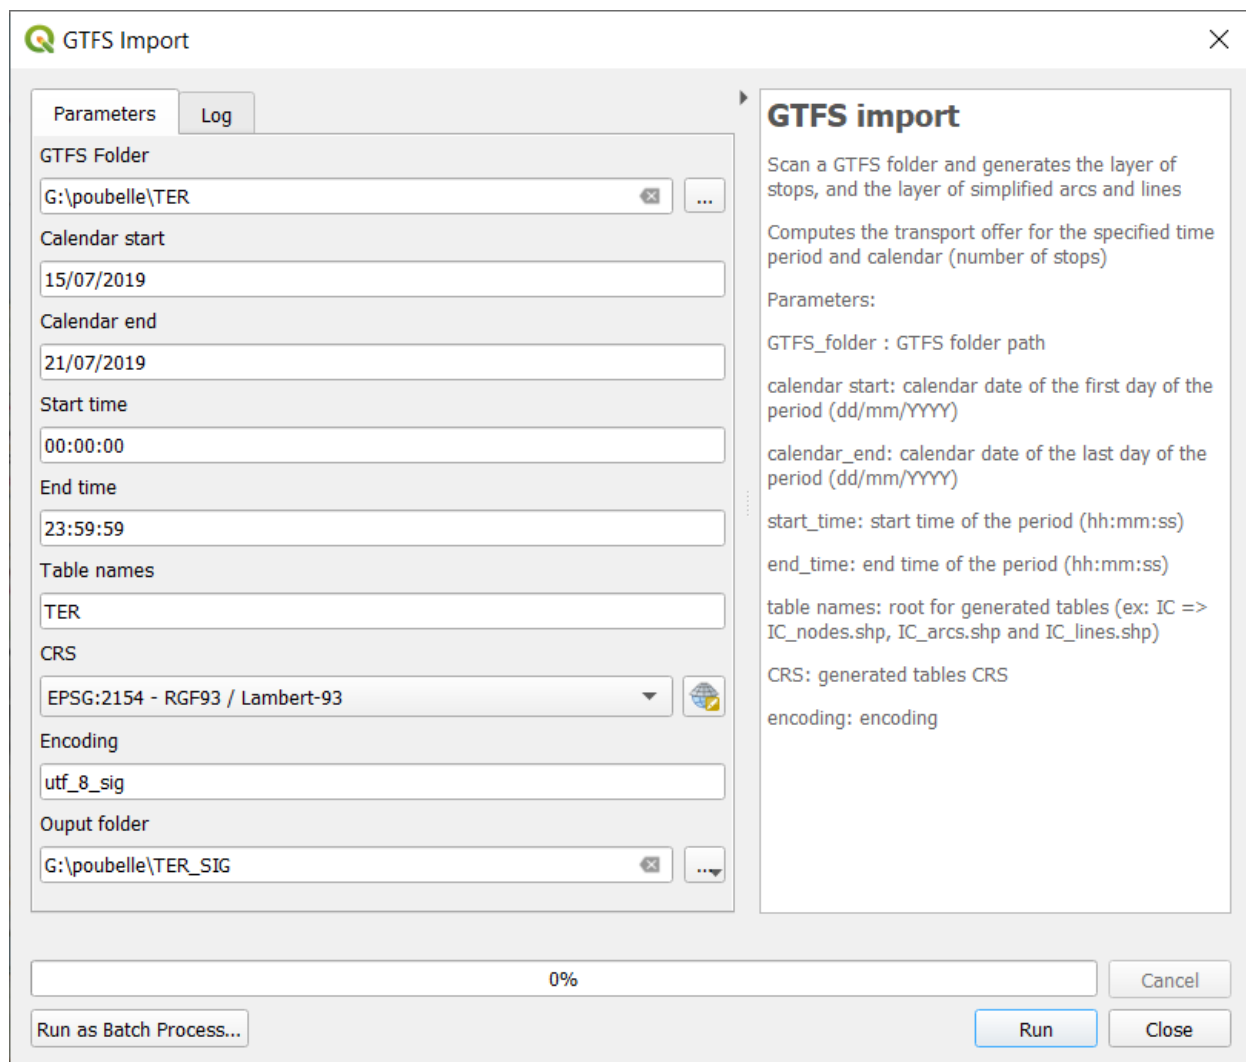 GTFS Import
Parameters
Log
GTFS Folder
G:\poubelle\TER
...
Calendar start
15/07/2019
Calendar end
21/07/2019
Start time
00:00:00
End time
23:59:59
Table names
TER
CRS
EPSG:2154 - RGF93 / Lambert-93
Encoding
utf_8_sig
Ouput folder
G:\poubelle\TER_SIG
...
GTFS import
Scan a GTFS folder and generates the layer of
stops, and the layer of simplified arcs and lines
Computes the transport offer for the specified time
period and calendar (number of stops)
Parameters:
GTFS_folder : GTFS folder path
calendar start: calendar date of the first day of the
period (dd/mm/YYYY)
calendar_end: calendar date of the last day of the
period (dd/mm/YYYY)
start_time: start time of the period (hh:mm:ss)
end_time: end time of the period (hh:mm:ss)
table names: root for generated tables (ex: IC =>
IC_nodes.shp, IC_arcs.shp and IC_lines.shp)
CRS: generated tables CRS
encoding: encoding
0%
Cancel
Run as Batch Process...
Run
Close